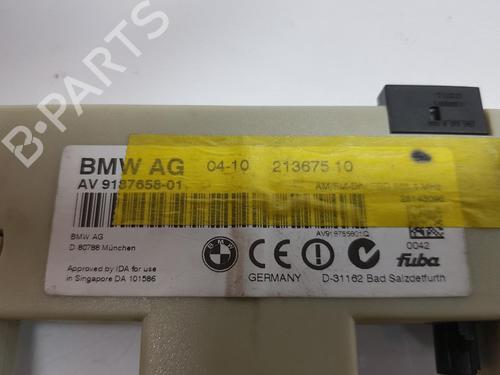 BMW AG 04-10 213675 10
AV 9187658-01
BMW AG
D-80788 München
AV918765801Q
0042
Approved by IDA for use
in Singapore DA 101586
GERMANY
D-31162 Bad Salzdetfurth
fuba
B-PARTS